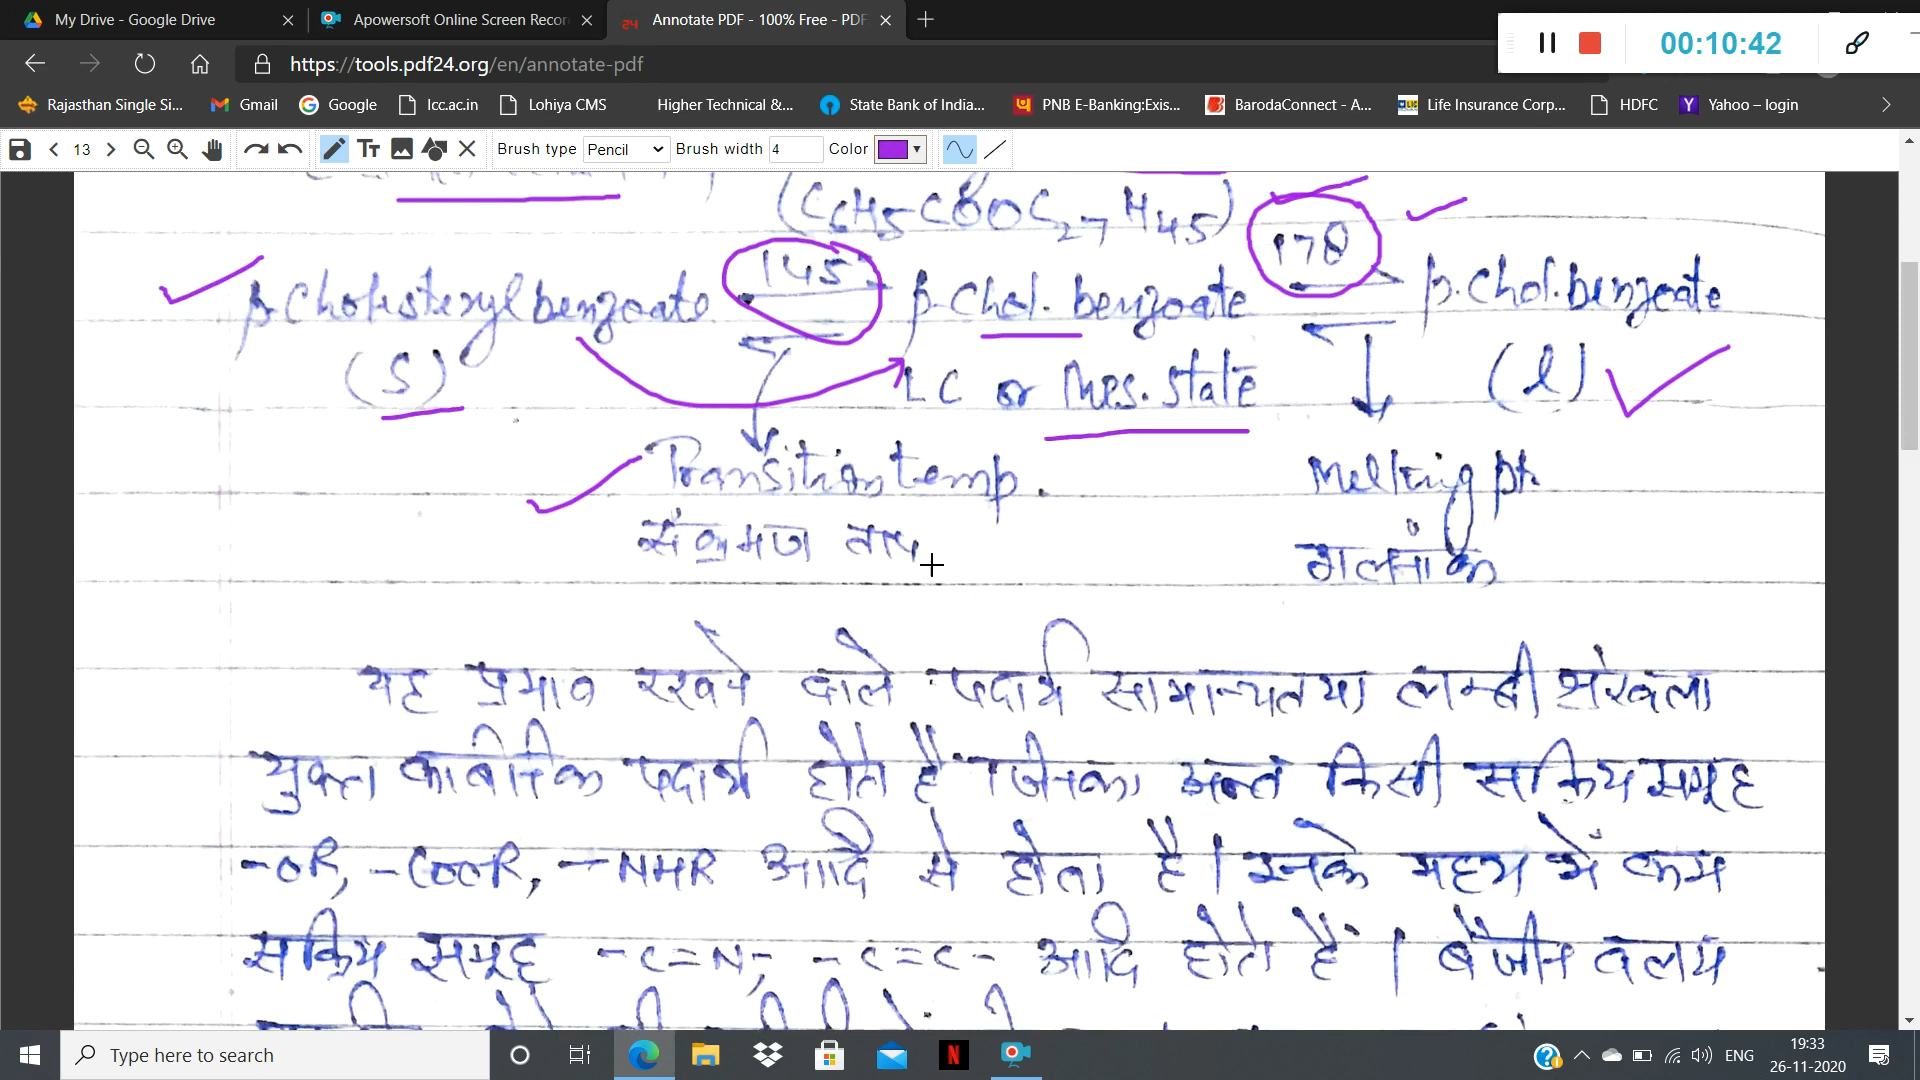 My Drive - Google Drive
Apowersoft Online Screen Recor
Annotate PDF - 100% Free - PDF
00:10:42
https://tools.pdf24.org/en/annotate-pdf
Rajasthan Single Si...
Gmail
Google
lcc.ac.in
Lohiya CMS
Higher Technical &...
State Bank of India...
PNB E-Banking:Exis...
BarodaConnect - A...
Life Insurance Corp...
HDFC
Yahoo – login
13
Brush type Pencil
Brush width 4
Color
(C6H5COOC27H45)
145° 178
β-Cholesterylbenzoate β-Chol. benzoate β.Chol.benzoate
(S) LC or Mes. state (l)
Transition temp. Melting pt.
संक्रमण ताप गलनांक
यह प्रभाव रखने वाले पदार्थ सामान्यतया लम्बी श्रंखला
युक्त कार्बनिक पदार्थ होते हैं । जिनका अन्त किसी सक्रिय समूह
-OR, -COOR, -NHR आदि से होता है । इनके मध्य में कम
सक्रिय समूह -C=N-, -C=C- आदि होते हैं । बेंजीन वलय
Type here to search
ENG
19:33
26-11-2020